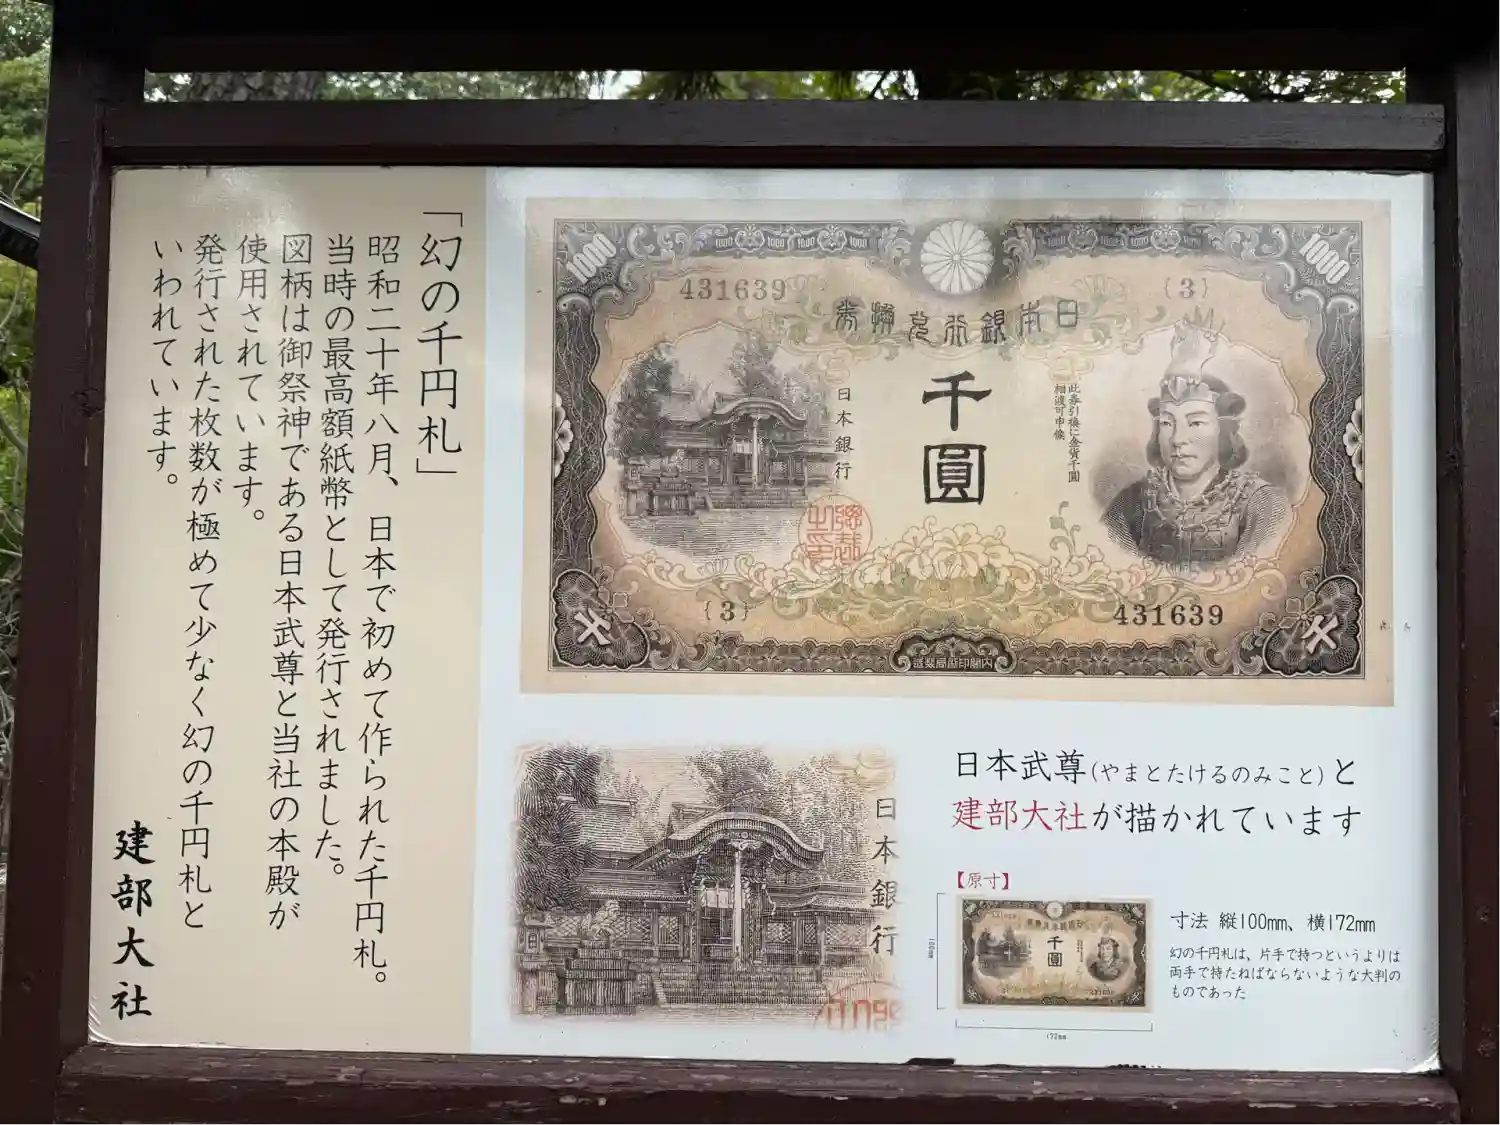 「幻の千円札」
昭和二十年八月、日本で初めて作られた千円札。
当時の最高額紙幣として発行されました。
図柄は御祭神である日本武尊と当社の本殿が
使用されています。
発行された枚数が極めて少なく幻の千円札と
いわれています。
建部大社
1000
1000
431639
{3}
日本銀行兌換券
千圓
日本銀行
此券引換に金貨千圓
相渡可申候
{3}
431639
内閣印刷局製造
日本銀行
日本武尊(やまとたけるのみこと)と
建部大社が描かれています
【原寸】
100mm
172mm
寸法 縦100mm、横172mm
幻の千円札は、片手で持つというよりは
両手で持たねばならないような大判の
ものであった